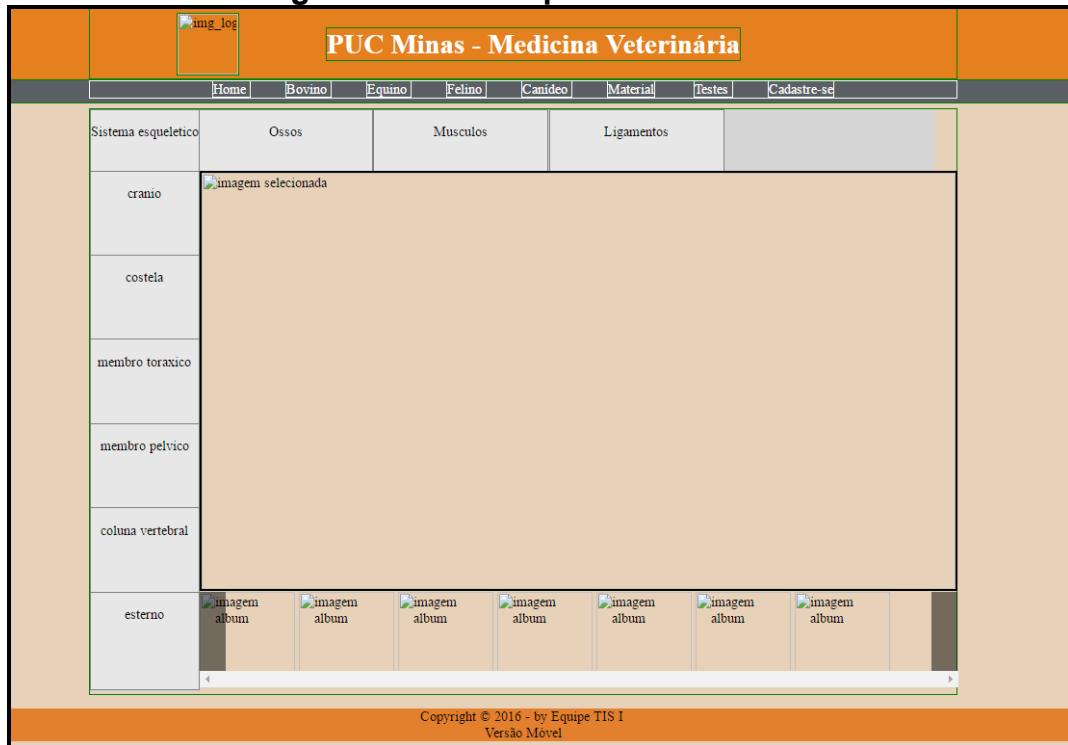 img_log
PUC Minas - Medicina Veterinária
Home Bovino Equino Felino Canídeo Material Testes Cadastre-se
Sistema esqueletico Ossos Musculos Ligamentos
cranio
imagem selecionada
costela
membro toraxico
membro pelvico
coluna vertebral
esterno
imagem album
imagem album
imagem album
imagem album
imagem album
imagem album
imagem album
Copyright © 2016 - by Equipe TIS I
Versão Móvel